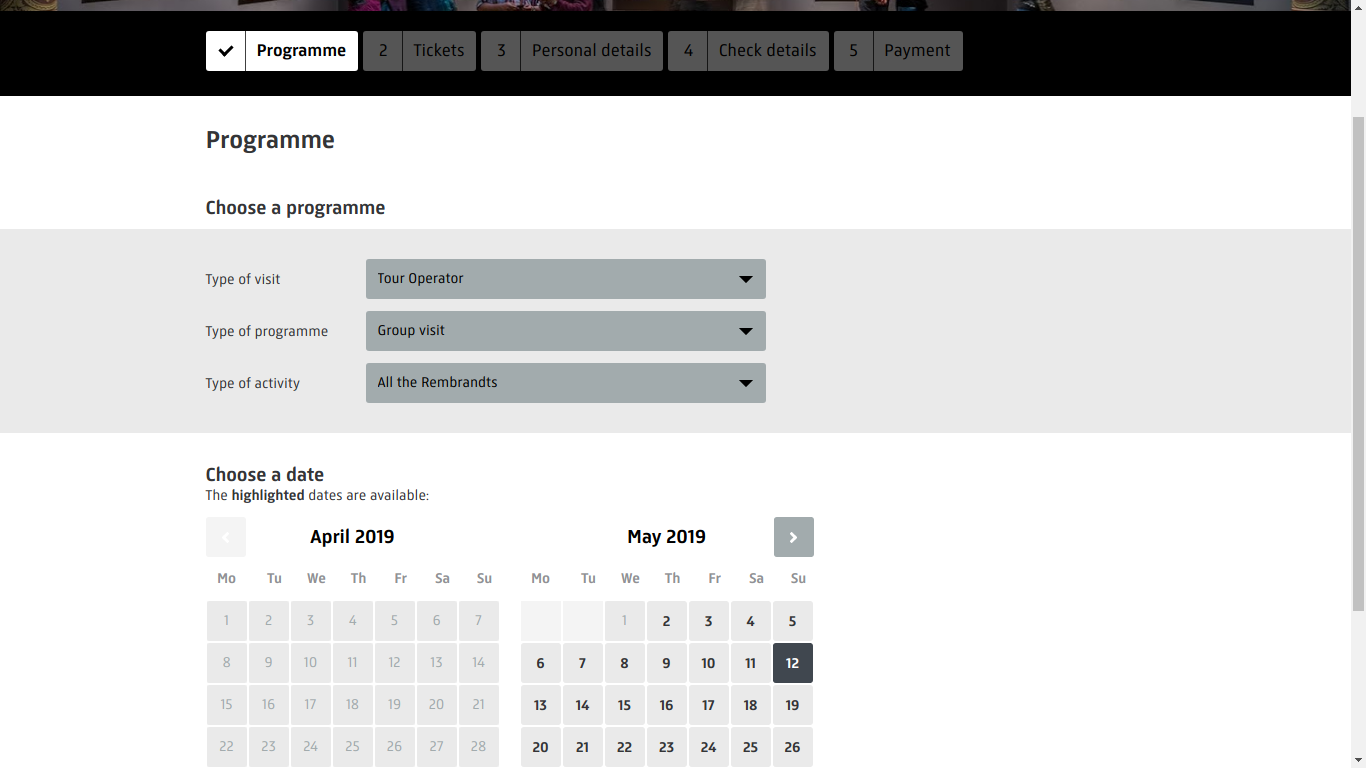 Programme 2 Tickets 3 Personal details 4 Check details 5 Payment
Programme
Choose a programme
Type of visit Tour Operator
Type of programme Group visit
Type of activity All the Rembrandts
Choose a date
The highlighted dates are available:
April 2019 May 2019
Mo Tu We Th Fr Sa Su Mo Tu We Th Fr Sa Su
1 2 3 4 5 6 7 1 2 3 4 5
8 9 10 11 12 13 14 6 7 8 9 10 11 12
15 16 17 18 19 20 21 13 14 15 16 17 18 19
22 23 24 25 26 27 28 20 21 22 23 24 25 26